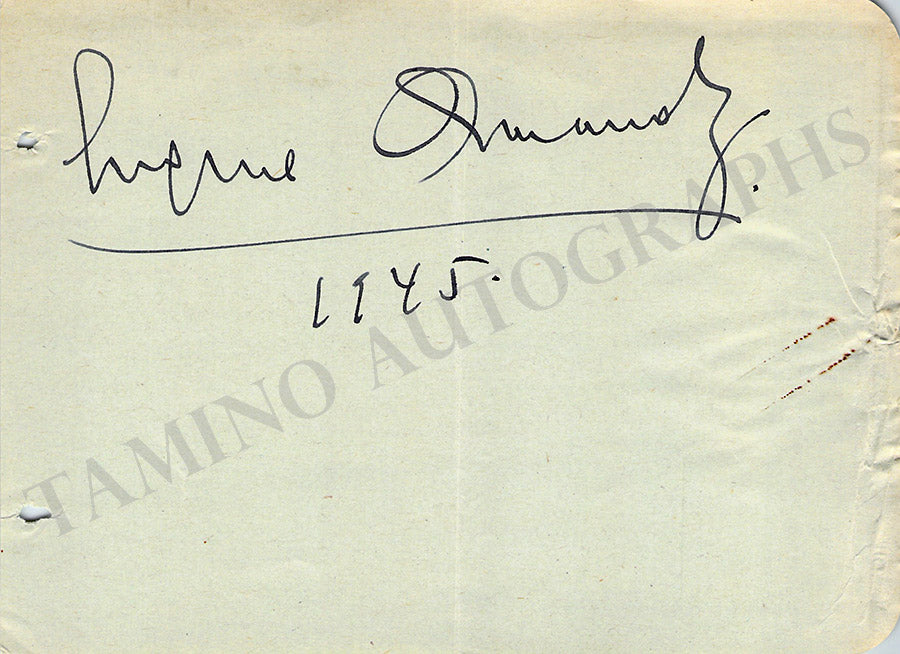 Eugene Ormandy.
1945.
TAMINO AUTOGRAPHS